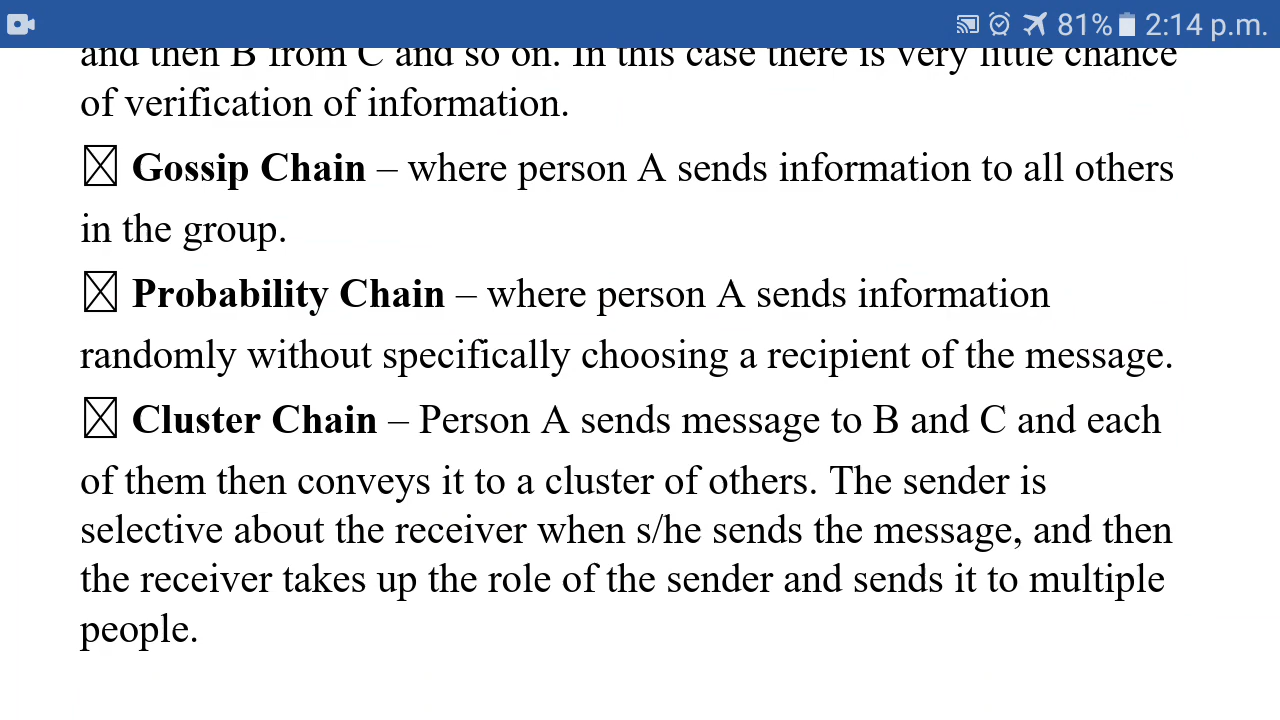 81% 2:14 p.m.
and then B from C and so on. In this case there is very little chance
of verification of information.
Gossip Chain – where person A sends information to all others
in the group.
Probability Chain – where person A sends information
randomly without specifically choosing a recipient of the message.
Cluster Chain – Person A sends message to B and C and each
of them then conveys it to a cluster of others. The sender is
selective about the receiver when s/he sends the message, and then
the receiver takes up the role of the sender and sends it to multiple
people.